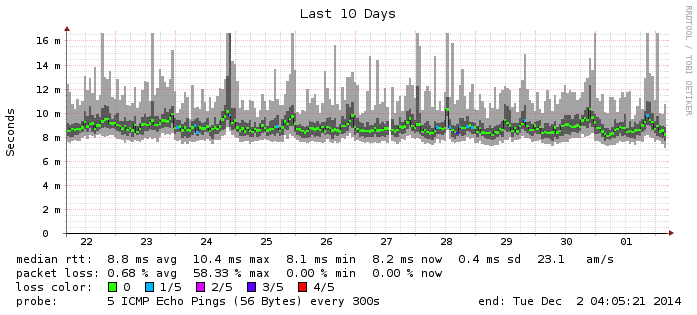 Last 10 Days
RRDTOOL / TOBI OETIKER
Seconds
16 m
14 m
12 m
10 m
8 m
6 m
4 m
2 m
0
22 23 24 25 26 27 28 29 30 01
median rtt: 8.8 ms avg 10.4 ms max 8.1 ms min 8.2 ms now 0.4 ms sd 23.1 am/s
packet loss: 0.68 % avg 58.33 % max 0.00 % min 0.00 % now
loss color: 0 1/5 2/5 3/5 4/5
probe: 5 ICMP Echo Pings (56 Bytes) every 300s end: Tue Dec 2 04:05:21 2014